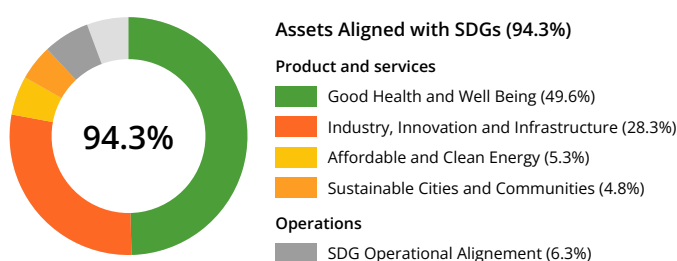 94.3%
Assets Aligned with SDGs (94.3%)
Product and services
Good Health and Well Being (49.6%)
Industry, Innovation and Infrastructure (28.3%)
Affordable and Clean Energy (5.3%)
Sustainable Cities and Communities (4.8%)
Operations
SDG Operational Alignement (6.3%)